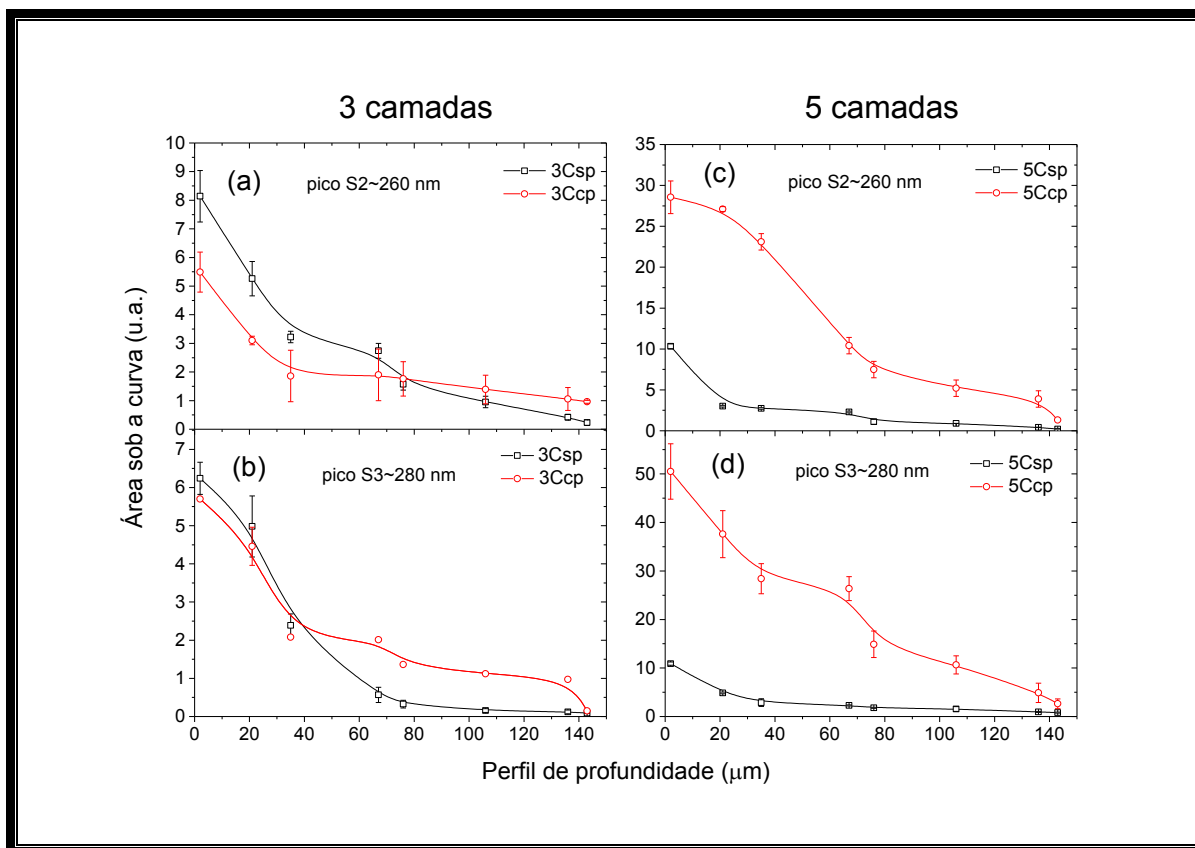 3 camadas
5 camadas
Área sob a curva (u.a.)
10
9
8
7
6
5
4
3
2
1
0
(a)
pico S2~260 nm
3Csp
3Ccp
35
30
25
20
15
10
5
0
(c)
pico S2~260 nm
5Csp
5Ccp
7
6
5
4
3
2
1
0
(b)
pico S3~280 nm
3Csp
3Ccp
0 20 40 60 80 100 120 140
50
40
30
20
10
0
(d)
pico S3~280 nm
5Csp
5Ccp
0 20 40 60 80 100 120 140
Perfil de profundidade (μm)